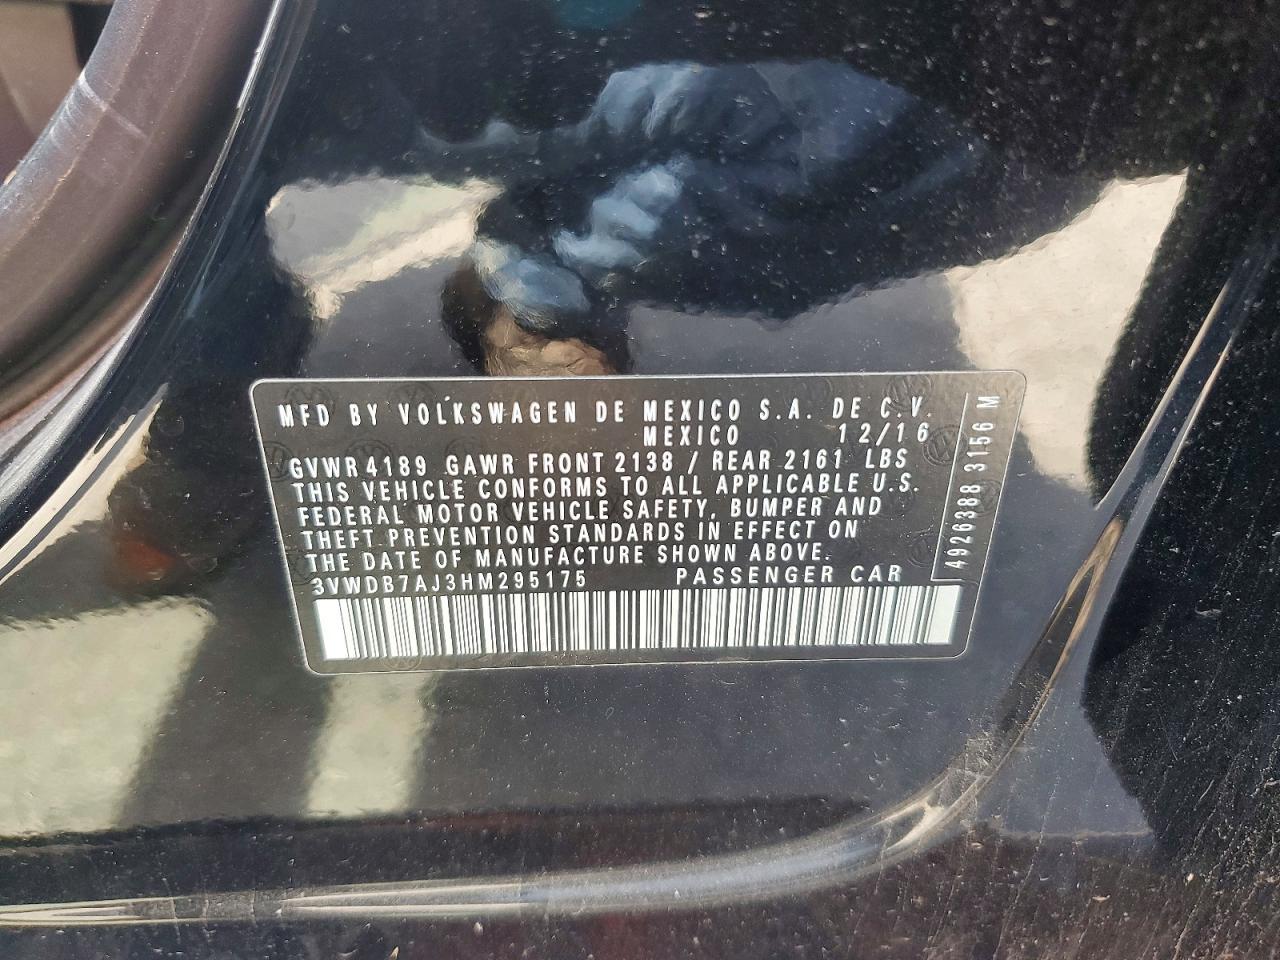 MFD BY VOLKSWAGEN DE MEXICO S.A. DE C.V.
MEXICO 12/16
GVWR 4189 GAWR FRONT 2138 / REAR 2161 LBS
THIS VEHICLE CONFORMS TO ALL APPLICABLE U.S.
FEDERAL MOTOR VEHICLE SAFETY, BUMPER AND
THEFT PREVENTION STANDARDS IN EFFECT ON
THE DATE OF MANUFACTURE SHOWN ABOVE.
3VWDB7AJ3HM295175 PASSENGER CAR
4926388 3156 M